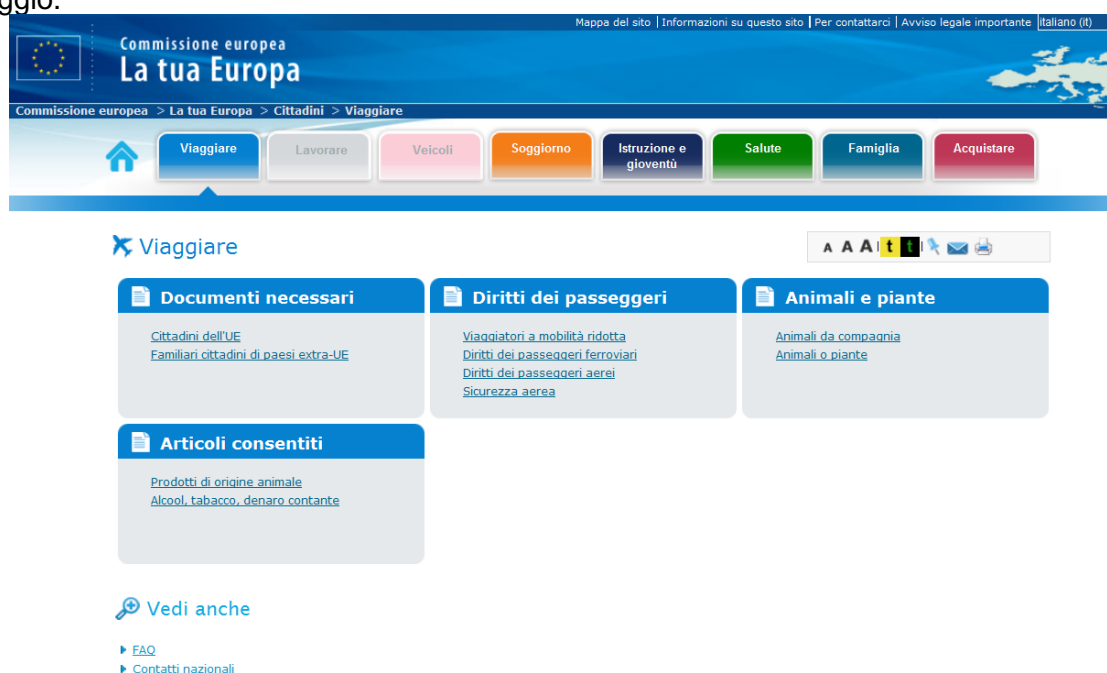 Mappa del sito | Informazioni su questo sito | Per contattarci | Avviso legale importante italiano (it)
Commissione europea
La tua Europa
Commissione europea > La tua Europa > Cittadini > Viaggiare
Viaggiare Lavorare Veicoli Soggiorno Istruzione e gioventù Salute Famiglia Acquistare
Viaggiare
A A A | t t |
Documenti necessari
Cittadini dell'UE
Familiari cittadini di paesi extra-UE
Diritti dei passeggeri
Viaggiatori a mobilità ridotta
Diritti dei passeggeri ferroviari
Diritti dei passeggeri aerei
Sicurezza aerea
Animali e piante
Animali da compagnia
Animali o piante
Articoli consentiti
Prodotti di origine animale
Alcool, tabacco, denaro contante
Vedi anche
FAQ
Contatti nazionali